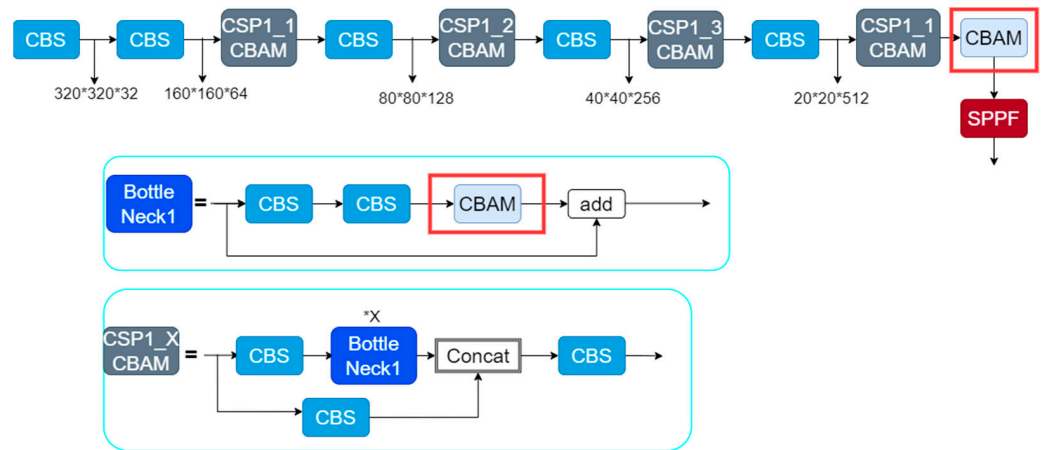 CBS
CBS
CSP1_1
CBAM
CBS
CSP1_2
CBAM
CBS
CSP1_3
CBAM
CBS
CSP1_1
CBAM
CBAM
320*320*32
160*160*64
80*80*128
40*40*256
20*20*512
SPPF
Bottle
Neck1
=
CBS
CBS
CBAM
add
*X
CSP1_X
CBAM
=
CBS
Bottle
Neck1
Concat
CBS
CBS